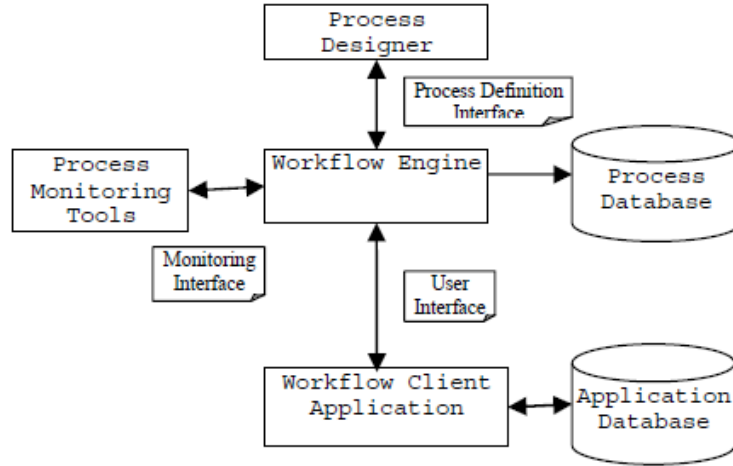 Process
Designer
Process Definition
Interface
Workflow Engine
Process
Monitoring
Tools
Process
Database
Monitoring
Interface
User
Interface
Workflow Client
Application
Application
Database